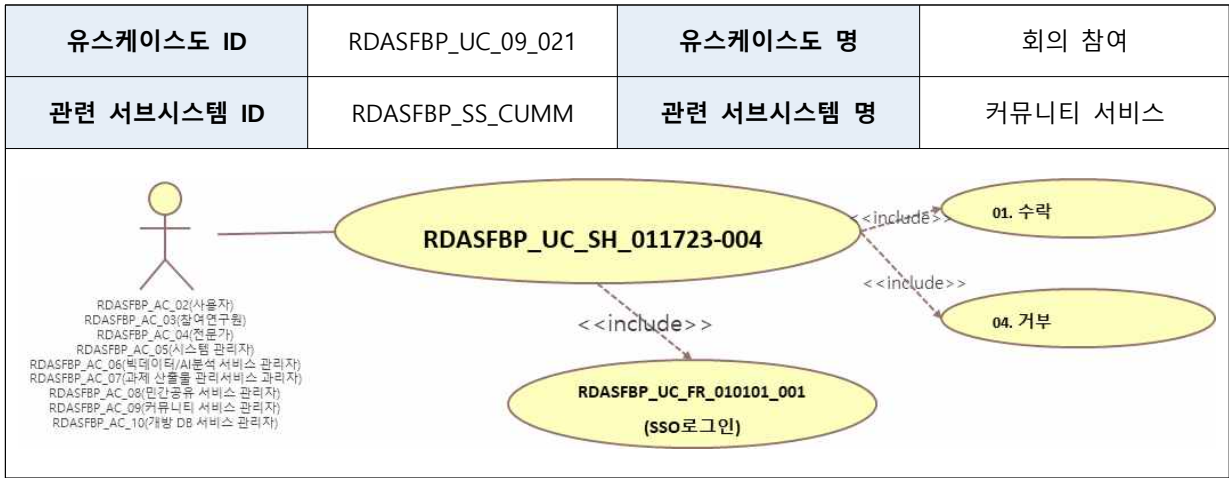 유스케이스도 ID RDASFBP_UC_09_021 유스케이스도 명 회의 참여
관련 서브시스템 ID RDASFBP_SS_CUMM 관련 서브시스템 명 커뮤니티 서비스
RDASFBP_UC_SH_011723-004
<<include>>
01. 수락
<<include>>
04. 거부
<<include>>
RDASFBP_UC_FR_010101_001
(SSO로그인)
RDASFBP_AC_02(사용자)
RDASFBP_AC_03(참여연구원)
RDASFBP_AC_04(전문가)
RDASFBP_AC_05(시스템 관리자)
RDASFBP_AC_06(빅데이터/AI분석 서비스 관리자)
RDASFBP_AC_07(과제 산출물 관리서비스 과리자)
RDASFBP_AC_08(민간공유 서비스 관리자)
RDASFBP_AC_09(커뮤니티 서비스 관리자)
RDASFBP_AC_10(개방 DB 서비스 관리자)